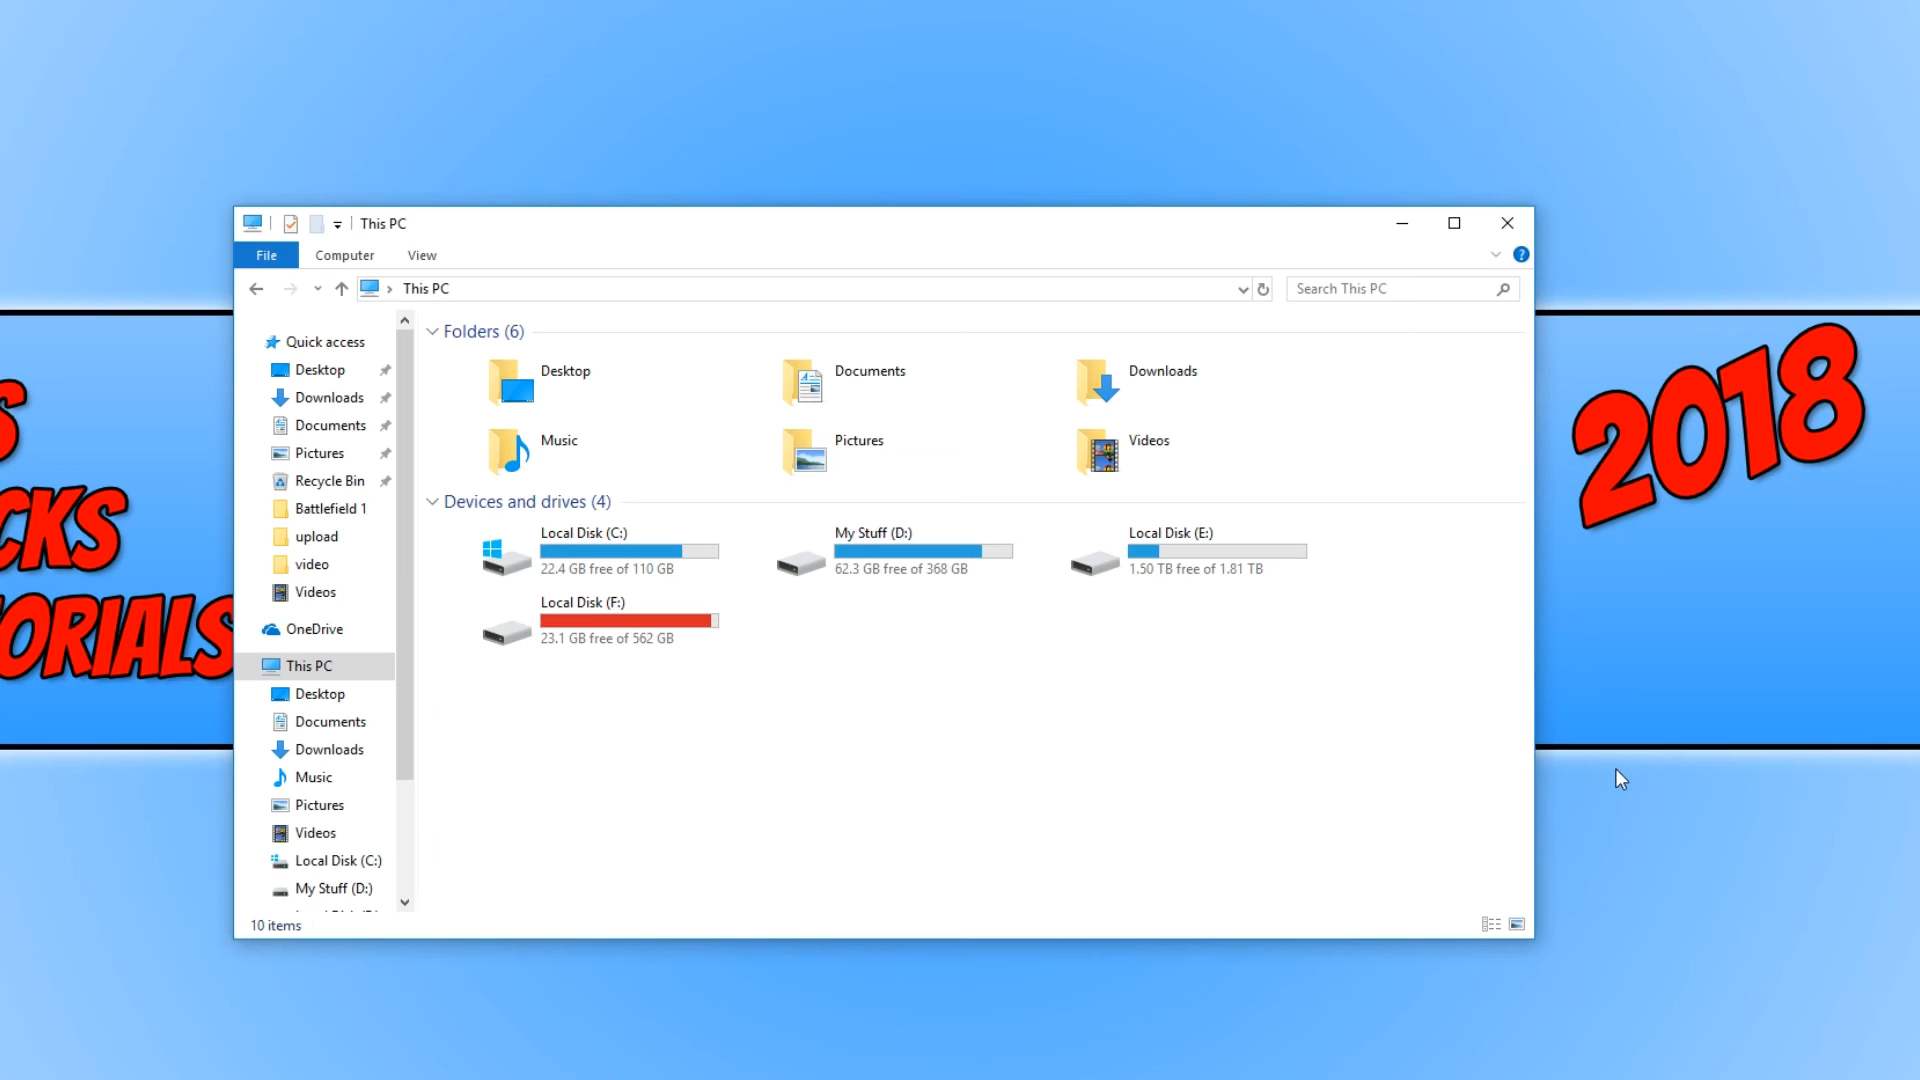 This PC
File Computer View
This PC
Search This PC
Quick access
Desktop
Downloads
Documents
Pictures
Recycle Bin
Battlefield 1
upload
video
Videos
OneDrive
This PC
Desktop
Documents
Downloads
Music
Pictures
Videos
Local Disk (C:)
My Stuff (D:)
Folders (6)
Desktop Documents Downloads
Music Pictures Videos
Devices and drives (4)
Local Disk (C:)
22.4 GB free of 110 GB
My Stuff (D:)
62.3 GB free of 368 GB
Local Disk (E:)
1.50 TB free of 1.81 TB
Local Disk (F:)
23.1 GB free of 562 GB
10 items
S
CKS
ORIALS
2018